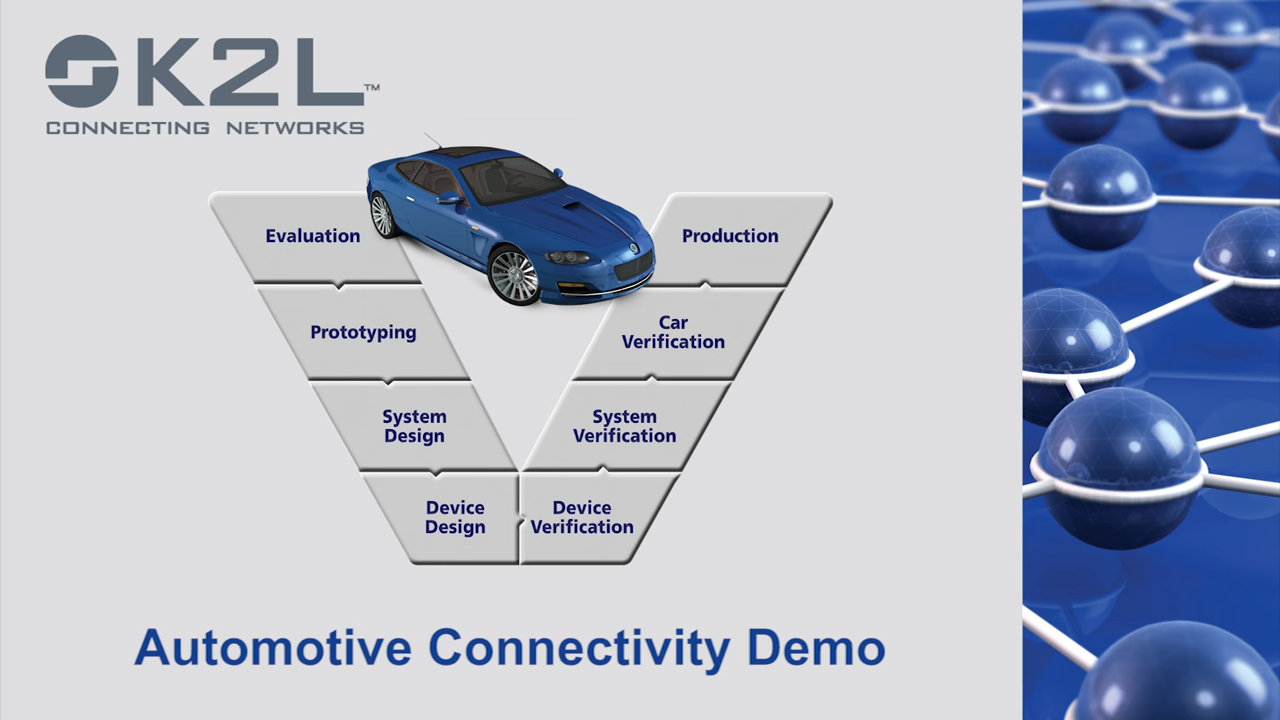 K2L™
CONNECTING NETWORKS
Evaluation
Prototyping
System
Design
Device
Design
Device
Verification
System
Verification
Car
Verification
Production
Automotive Connectivity Demo